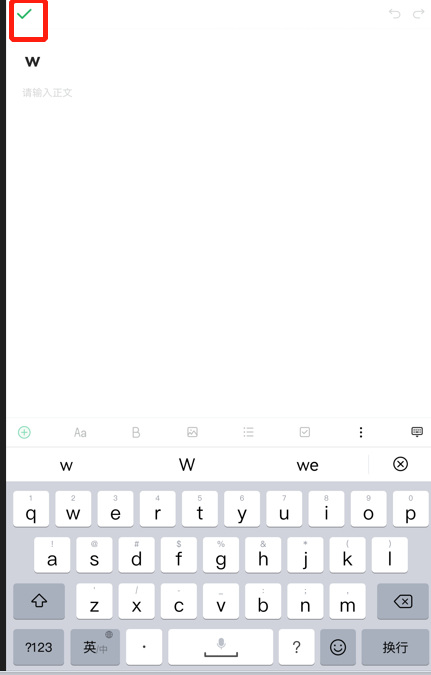 w
请输入正文
Aa B
w W we
1 2 3 4 5 6 7 8 9 0
q w e r t y u i o p
! @ # $ % ^ & * ( )
a s d f g h j k l
' / - _ : ; ,
z x c v b n m
?123 英/中 · ? 换行